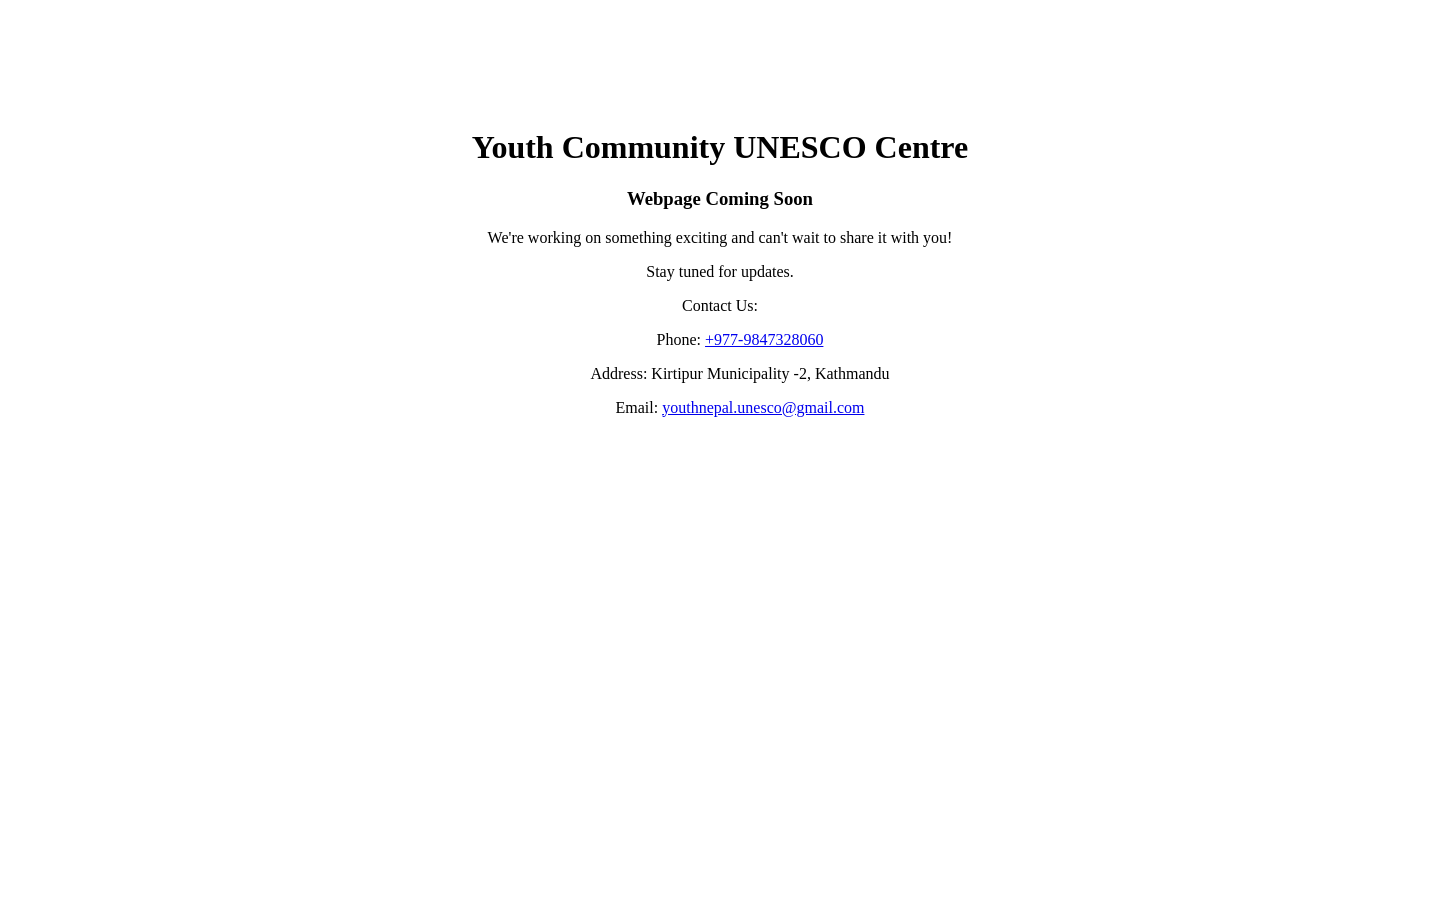 Youth Community UNESCO Centre
Webpage Coming Soon
We're working on something exciting and can't wait to share it with you!
Stay tuned for updates.
Contact Us:
Phone: +977-9847328060
Address: Kirtipur Municipality -2, Kathmandu
Email: youthnepal.unesco@gmail.com